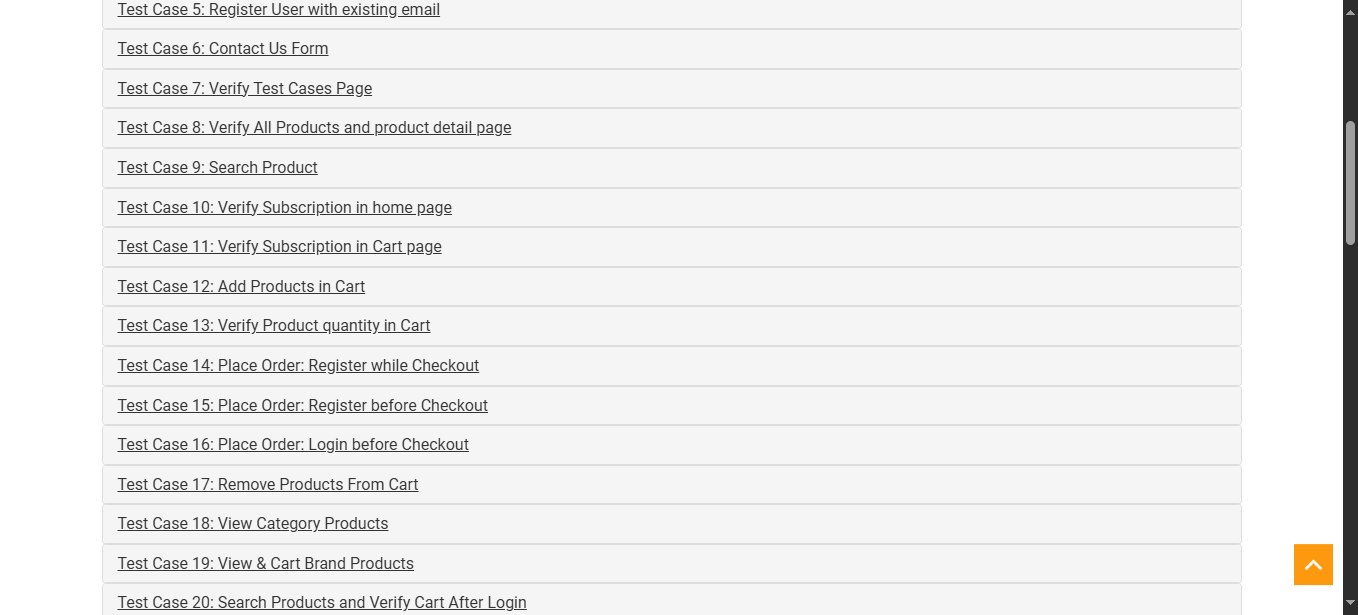 Test Case 5: Register User with existing email
Test Case 6: Contact Us Form
Test Case 7: Verify Test Cases Page
Test Case 8: Verify All Products and product detail page
Test Case 9: Search Product
Test Case 10: Verify Subscription in home page
Test Case 11: Verify Subscription in Cart page
Test Case 12: Add Products in Cart
Test Case 13: Verify Product quantity in Cart
Test Case 14: Place Order: Register while Checkout
Test Case 15: Place Order: Register before Checkout
Test Case 16: Place Order: Login before Checkout
Test Case 17: Remove Products From Cart
Test Case 18: View Category Products
Test Case 19: View & Cart Brand Products
Test Case 20: Search Products and Verify Cart After Login